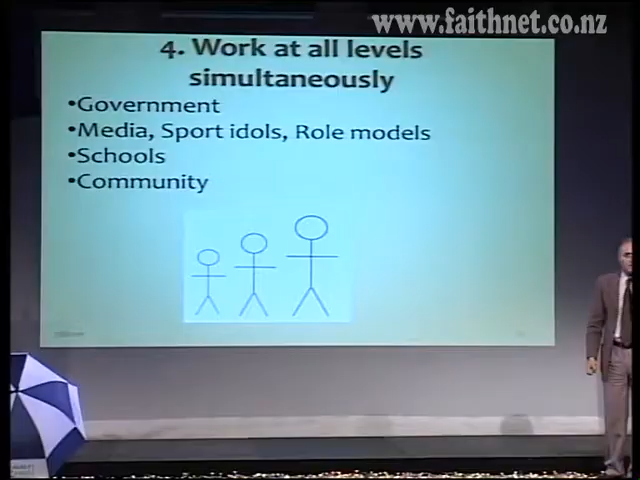 www.faithnet.co.nz
4. Work at all levels
simultaneously
•Government
•Media, Sport idols, Role models
•Schools
•Community